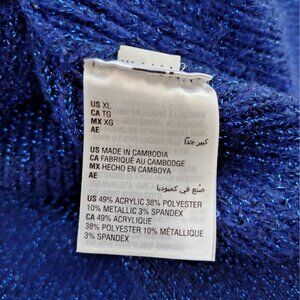 US XL
CA TG
MX XG
AE
كبير جدًا
US MADE IN CAMBODIA
CA FABRIQUÉ AU CAMBODGE
MX HECHO EN CAMBOYA
AE
صُنع في كمبوديا
US 49% ACRYLIC 38% POLYESTER
10% METALLIC 3% SPANDEX
CA 49% ACRYLIQUE
38% POLYESTER 10% MÉTALLIQUE
3% SPANDEX